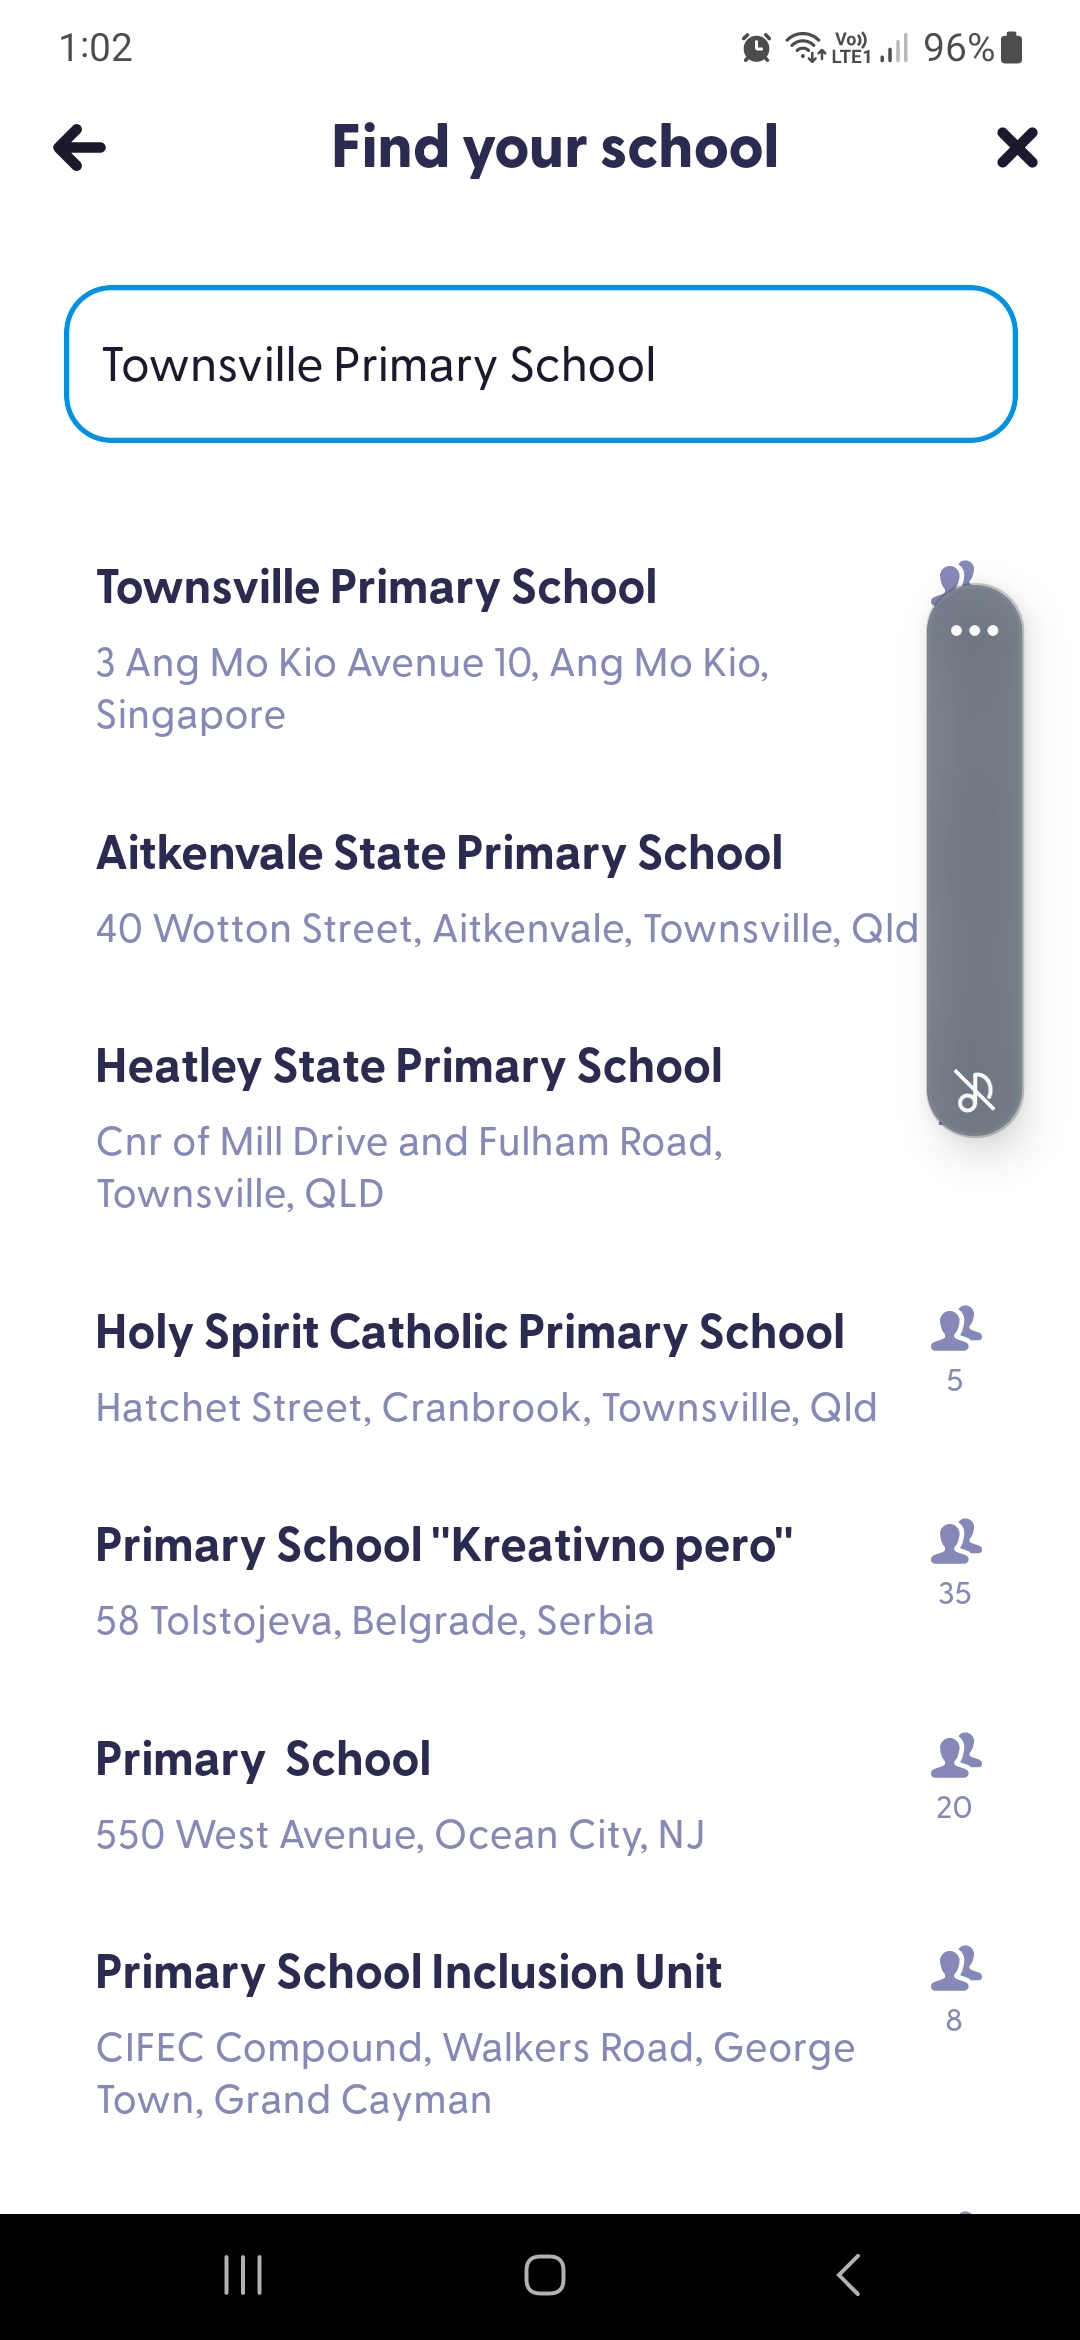 1:02
Vo))
LTE1
96%
Find your school
Townsville Primary School
Townsville Primary School
3 Ang Mo Kio Avenue 10, Ang Mo Kio,
Singapore
Aitkenvale State Primary School
40 Wotton Street, Aitkenvale, Townsville, Qld
Heatley State Primary School
Cnr of Mill Drive and Fulham Road,
Townsville, QLD
Holy Spirit Catholic Primary School
5
Hatchet Street, Cranbrook, Townsville, Qld
Primary School "Kreativno pero"
35
58 Tolstojeva, Belgrade, Serbia
Primary  School
20
550 West Avenue, Ocean City, NJ
Primary School Inclusion Unit
8
CIFEC Compound, Walkers Road, George
Town, Grand Cayman